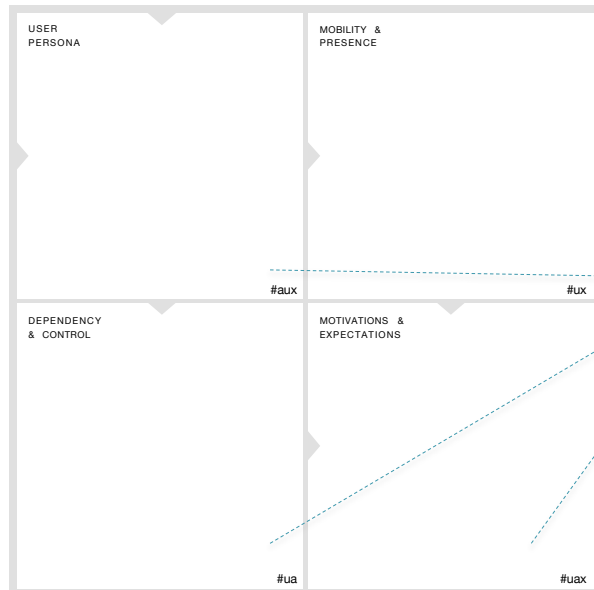 USER
PERSONA
MOBILITY &
PRESENCE
#aux
#ux
DEPENDENCY
& CONTROL
MOTIVATIONS &
EXPECTATIONS
#ua
#uax